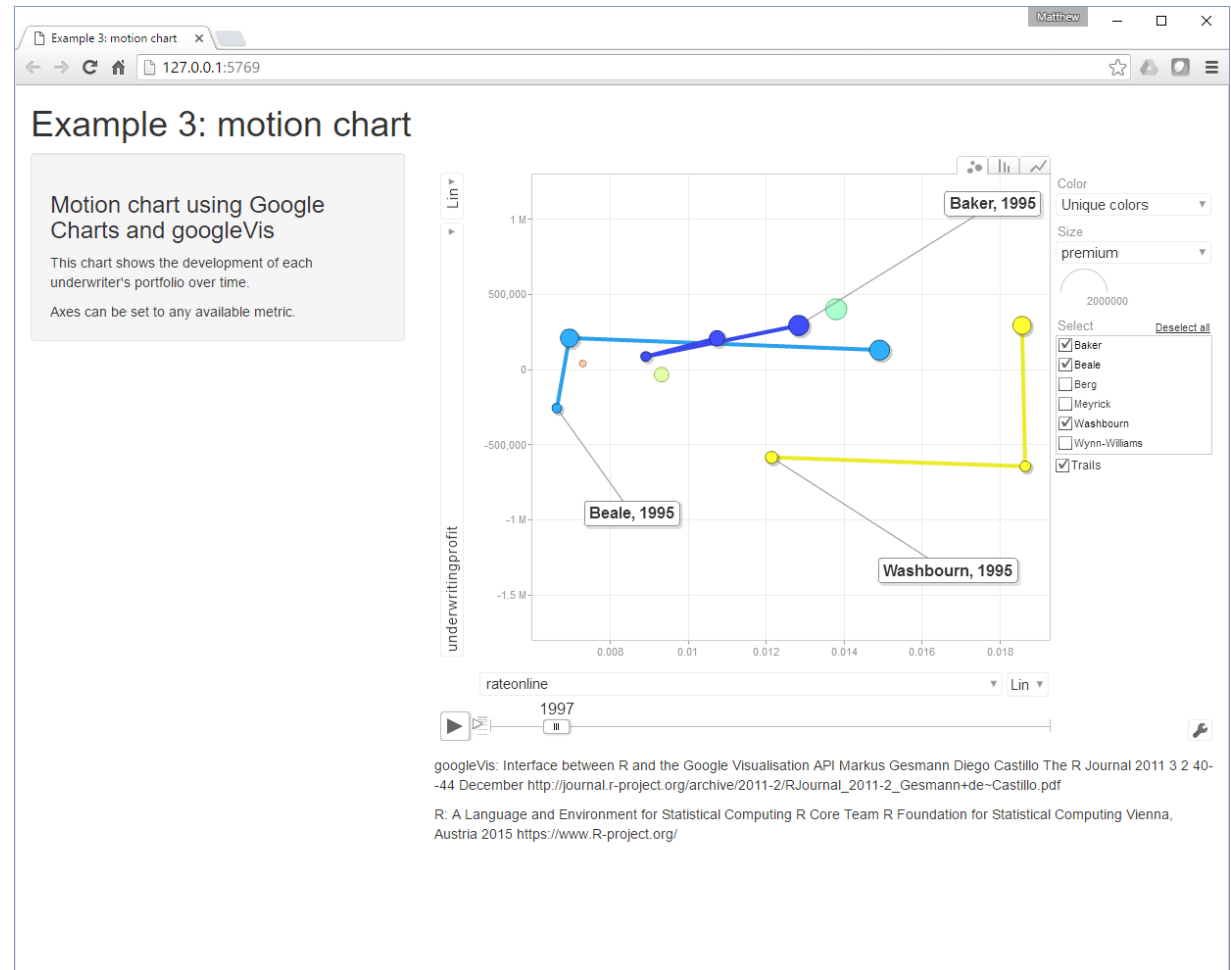 Matthew
Example 3: motion chart
127.0.0.1:5769
Example 3: motion chart
Motion chart using Google
Charts and googleVis
This chart shows the development of each
underwriter's portfolio over time.
Axes can be set to any available metric.
Lin
underwritingprofit
1 M
500,000
0
-500,000
-1 M
-1.5 M
Baker, 1995
Beale, 1995
Washbourn, 1995
0.008 0.01 0.012 0.014 0.016 0.018
Color
Unique colors
Size
premium
2000000
Select Deselect all
Baker
Beale
Berg
Meyrick
Washbourn
Wynn-Williams
Trails
rateonline Lin
1997
googleVis: Interface between R and the Google Visualisation API Markus Gesmann Diego Castillo The R Journal 2011 3 2 40-
-44 December http://journal.r-project.org/archive/2011-2/RJournal_2011-2_Gesmann+de~Castillo.pdf
R: A Language and Environment for Statistical Computing R Core Team R Foundation for Statistical Computing Vienna,
Austria 2015 https://www.R-project.org/